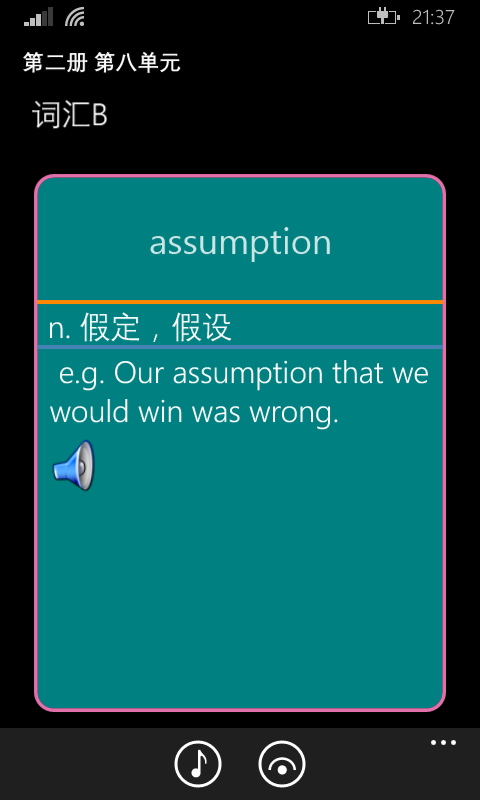 21:37
第二册 第八单元
词汇B
assumption
n. 假定，假设
e.g. Our assumption that we
would win was wrong.